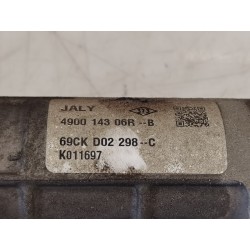 JALY
4900 143 06R --B
69CK D02 298--C
K011697